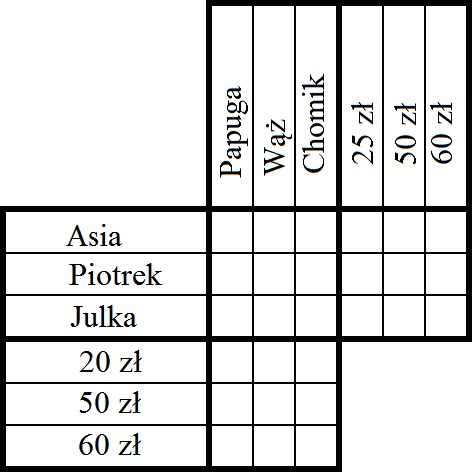 Papuga
Wąż
Chomik
25 zł
50 zł
60 zł
Asia
Piotrek
Julka
20 zł
50 zł
60 zł